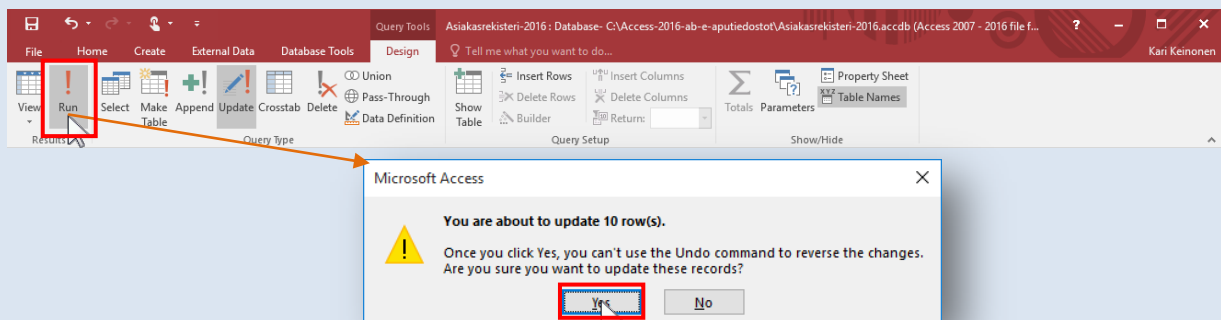 Query Tools
Asiakasrekisteri-2016 : Database- C:\Access-2016-ab-e-aputiedostot\Asiakasrekisteri-2016.accdb (Access 2007 - 2016 file f...
?
File Home Create External Data Database Tools Design Tell me what you want to do... Kari Keinonen
View
Run
Select
Make Table
Append
Update
Crosstab
Delete
Union
Pass-Through
Data Definition
Show Table
Insert Rows
Delete Rows
Builder
Insert Columns
Delete Columns
Return:
Totals
Parameters
Property Sheet
Table Names
Results
Query Type
Query Setup
Show/Hide
Microsoft Access
You are about to update 10 row(s).
Once you click Yes, you can't use the Undo command to reverse the changes.
Are you sure you want to update these records?
Yes No